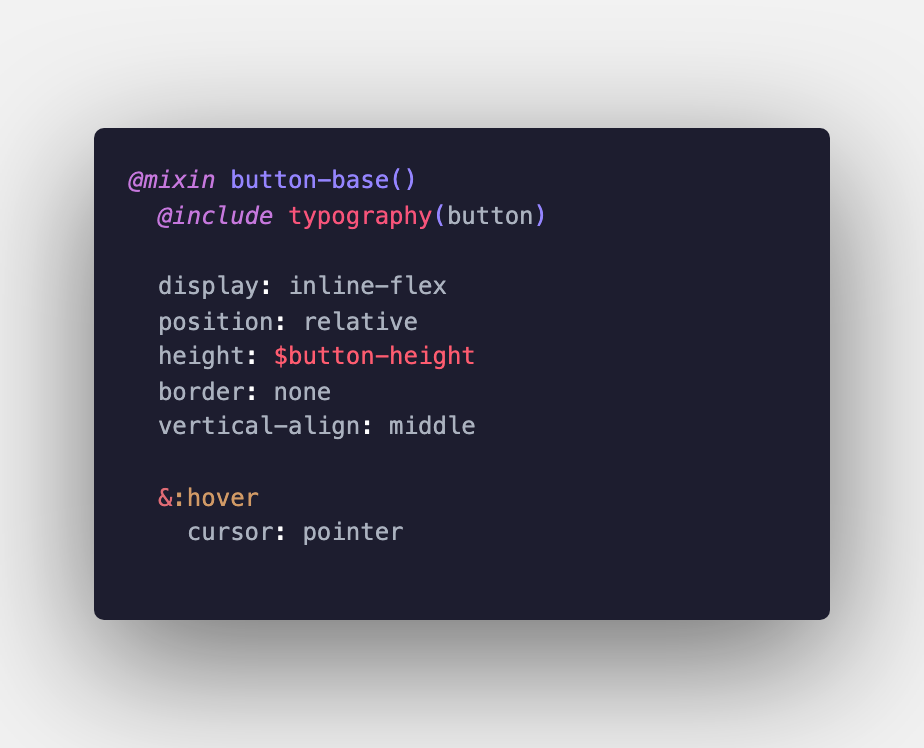 @mixin button-base()
  @include typography(button)

  display: inline-flex
  position: relative
  height: $button-height
  border: none
  vertical-align: middle

  &:hover
    cursor: pointer